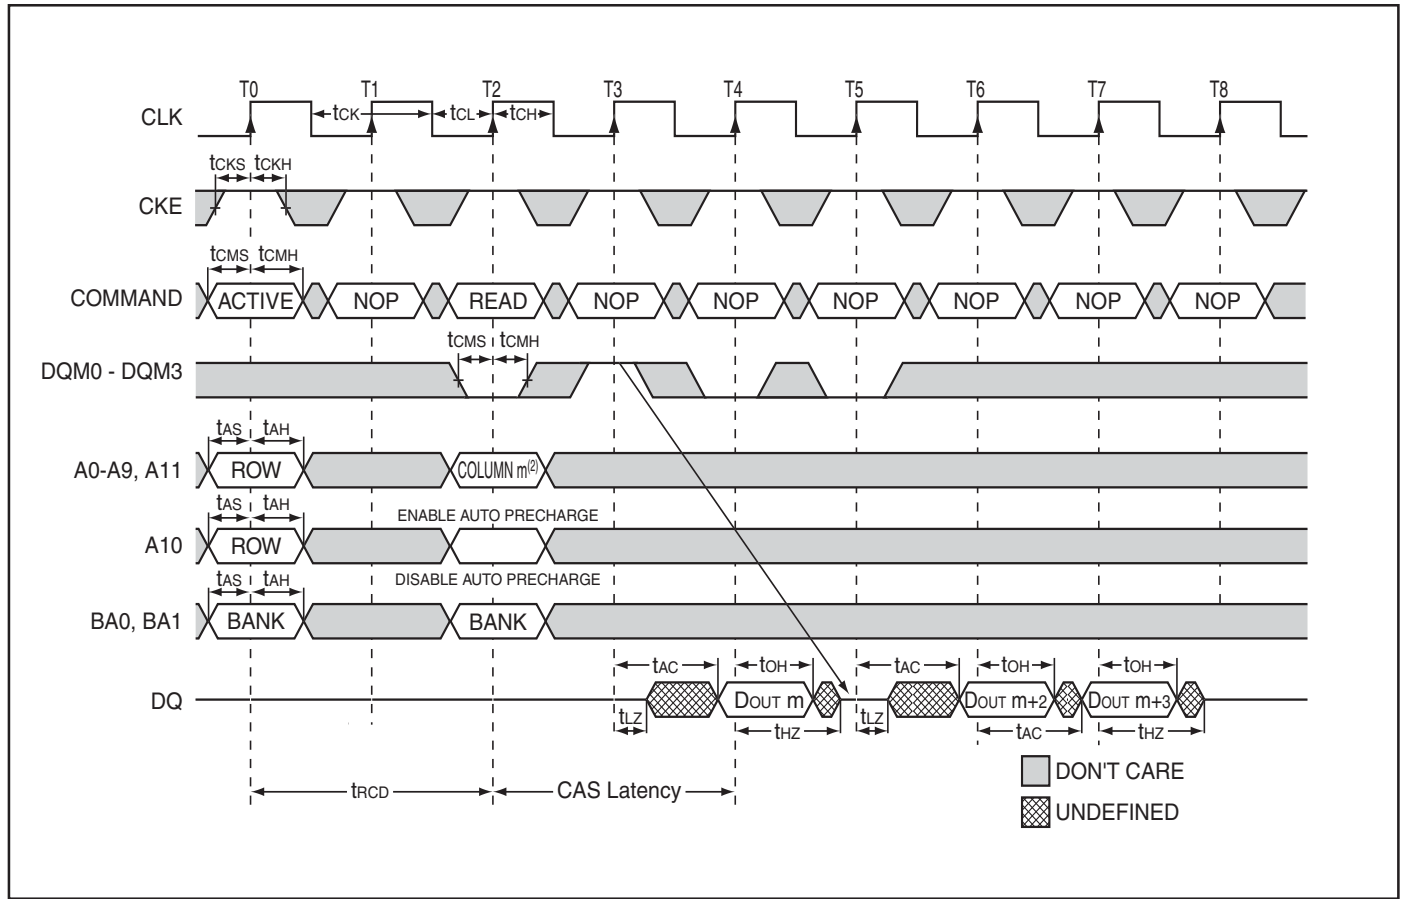 T0 T1 T2 T3 T4 T5 T6 T7 T8
CLK tCK tCL tCH
tCKS tCKH
CKE
tCMS tCMH
COMMAND ACTIVE NOP READ NOP NOP NOP NOP NOP NOP
tCMS tCMH
DQM0 - DQM3
tAS tAH
A0-A9, A11 ROW COLUMN m(2)
tAS tAH ENABLE AUTO PRECHARGE
A10 ROW
tAS tAH DISABLE AUTO PRECHARGE
BA0, BA1 BANK BANK
tAC tOH tAC tOH tOH
DQ DOUT m DOUT m+2 DOUT m+3
tLZ tHZ tLZ tAC tHZ
DON'T CARE
tRCD CAS Latency
UNDEFINED